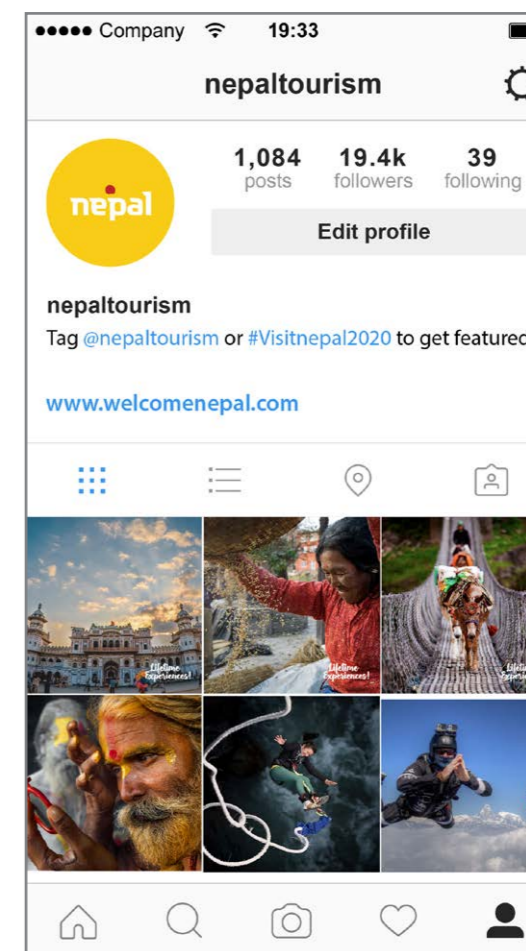 Company 19:33
nepaltourism
nepal
1,084 19.4k 39
posts followers following
Edit profile
nepaltourism
Tag @nepaltourism or #Visitnepal2020 to get featured
www.welcomenepal.com
Lifetime
Experiences!
Lifetime
Experiences!